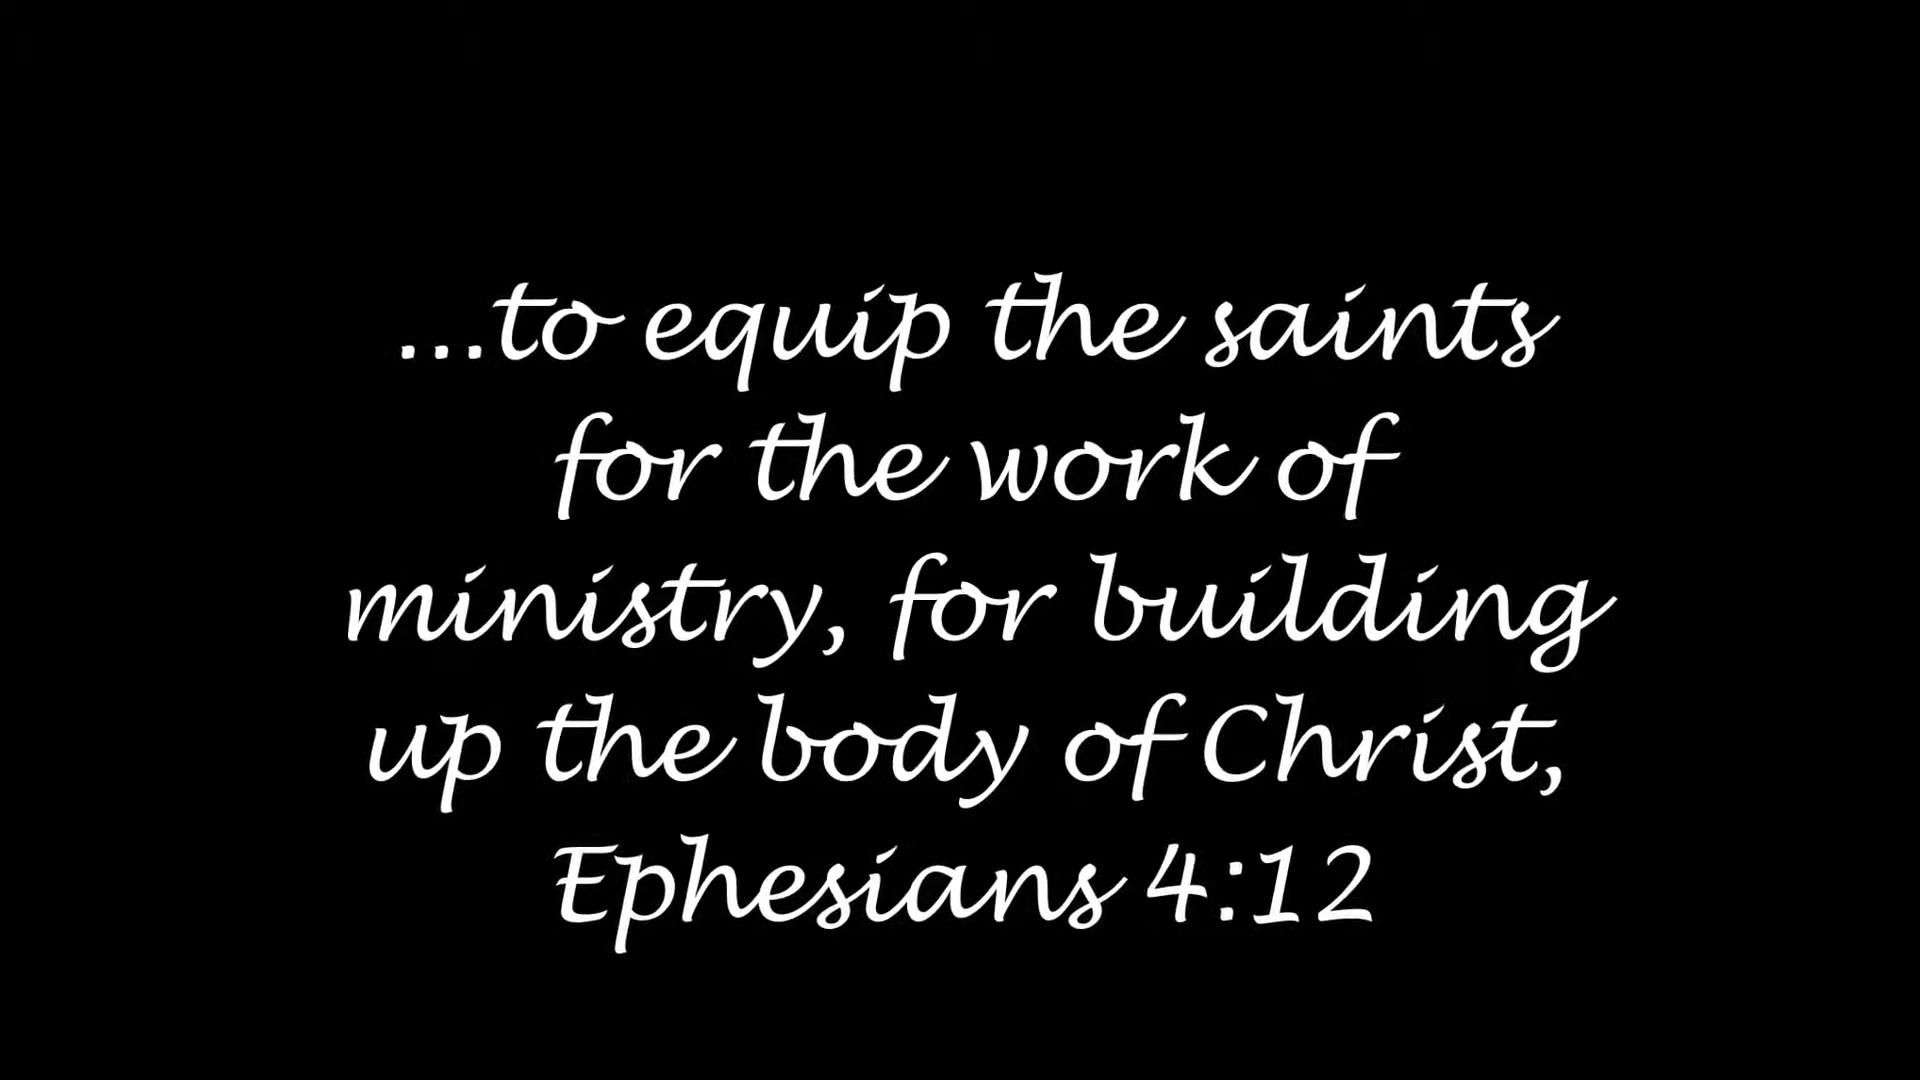 ...to equip the saints
for the work of
ministry, for building
up the body of Christ,
Ephesians 4:12